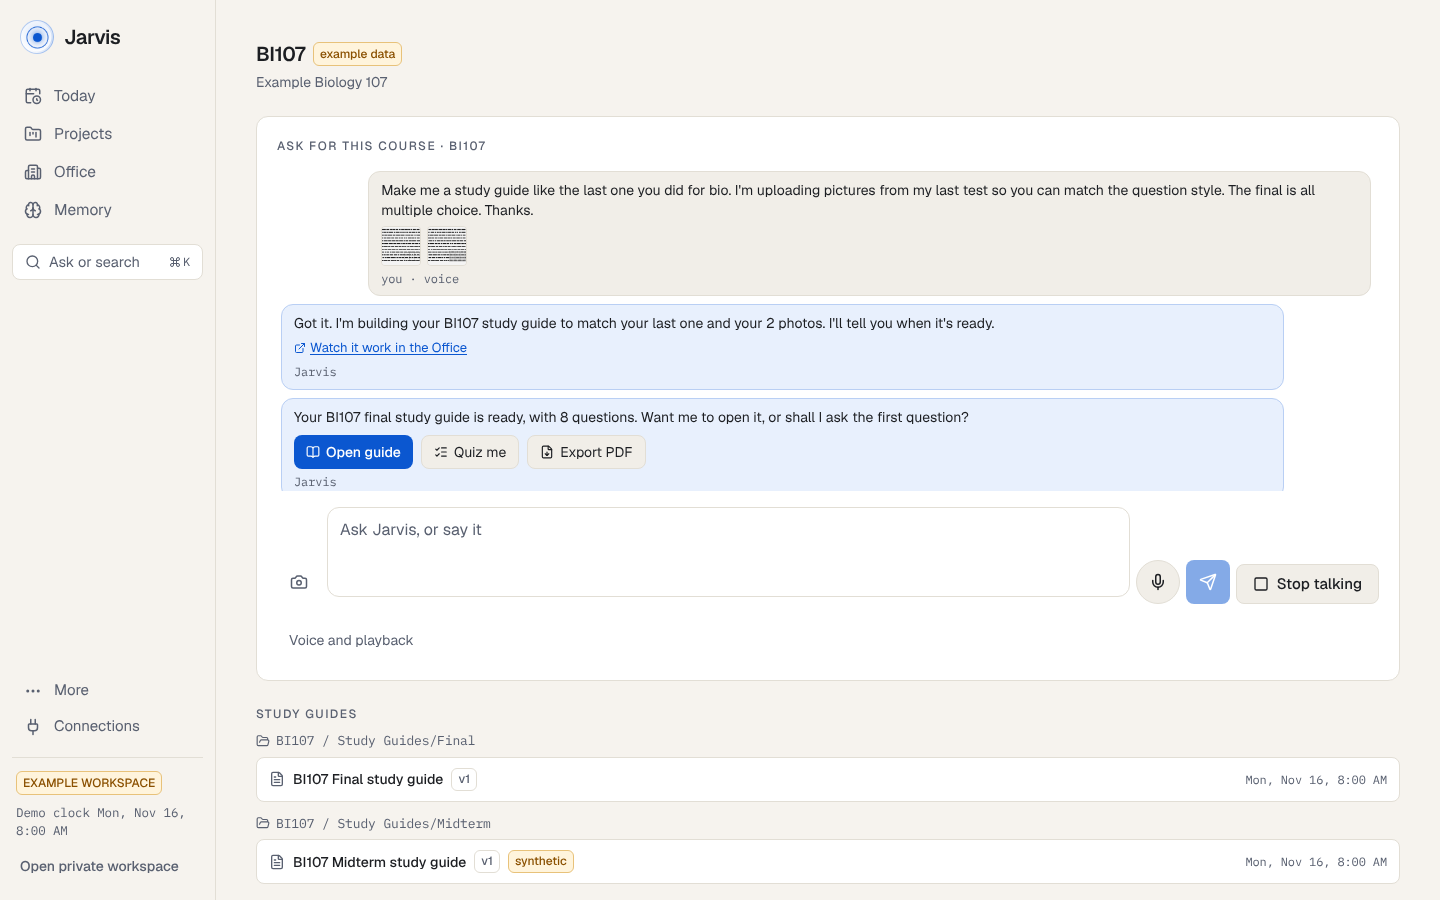 Jarvis
Today
Projects
Office
Memory
Ask or search ⌘ K
More
Connections
EXAMPLE WORKSPACE
Demo clock Mon, Nov 16,
8:00 AM
Open private workspace
BI107 example data
Example Biology 107
ASK FOR THIS COURSE · BI107
Make me a study guide like the last one you did for bio. I'm uploading pictures from my last test so you can match the question style. The final is all
multiple choice. Thanks.
you · voice
Got it. I'm building your BI107 study guide to match your last one and your 2 photos. I'll tell you when it's ready.
Watch it work in the Office
Jarvis
Your BI107 final study guide is ready, with 8 questions. Want me to open it, or shall I ask the first question?
Open guide Quiz me Export PDF
Jarvis
Ask Jarvis, or say it
Stop talking
Voice and playback
STUDY GUIDES
BI107 / Study Guides/Final
BI107 Final study guide v1 Mon, Nov 16, 8:00 AM
BI107 / Study Guides/Midterm
BI107 Midterm study guide v1 synthetic Mon, Nov 16, 8:00 AM